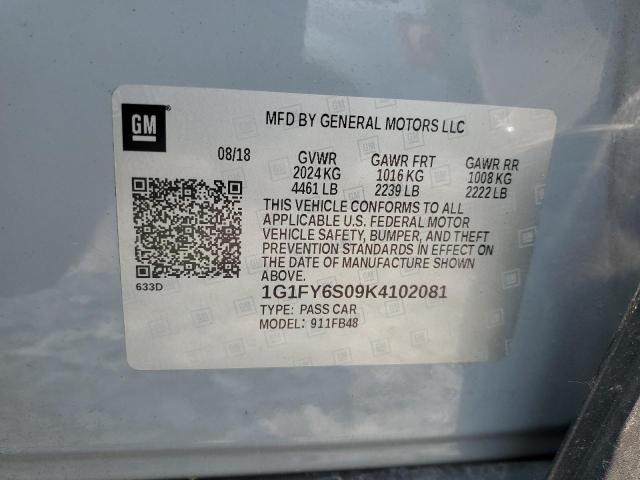 GM
MFD BY GENERAL MOTORS LLC
08/18 GVWR GAWR FRT GAWR RR
2024 KG 1016 KG 1008 KG
4461 LB 2239 LB 2222 LB
THIS VEHICLE CONFORMS TO ALL
APPLICABLE U.S. FEDERAL MOTOR
VEHICLE SAFETY, BUMPER, AND THEFT
PREVENTION STANDARDS IN EFFECT ON
THE DATE OF MANUFACTURE SHOWN
ABOVE.
633D
1G1FY6S09K4102081
TYPE: PASS CAR
MODEL: 911FB48